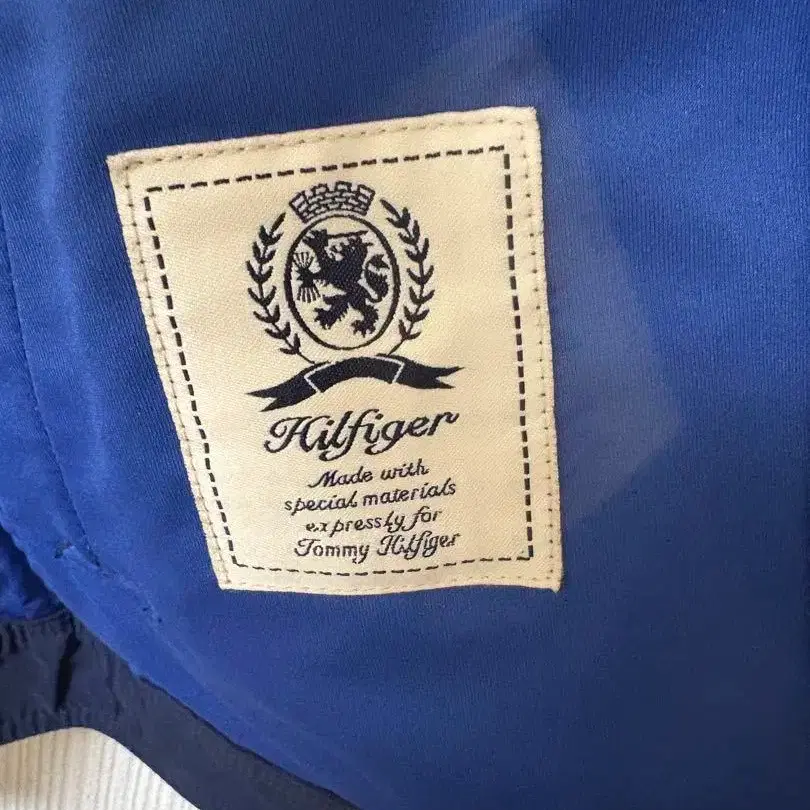 Hilfiger
Made with
special materials
expressly for
Tommy Hilfiger